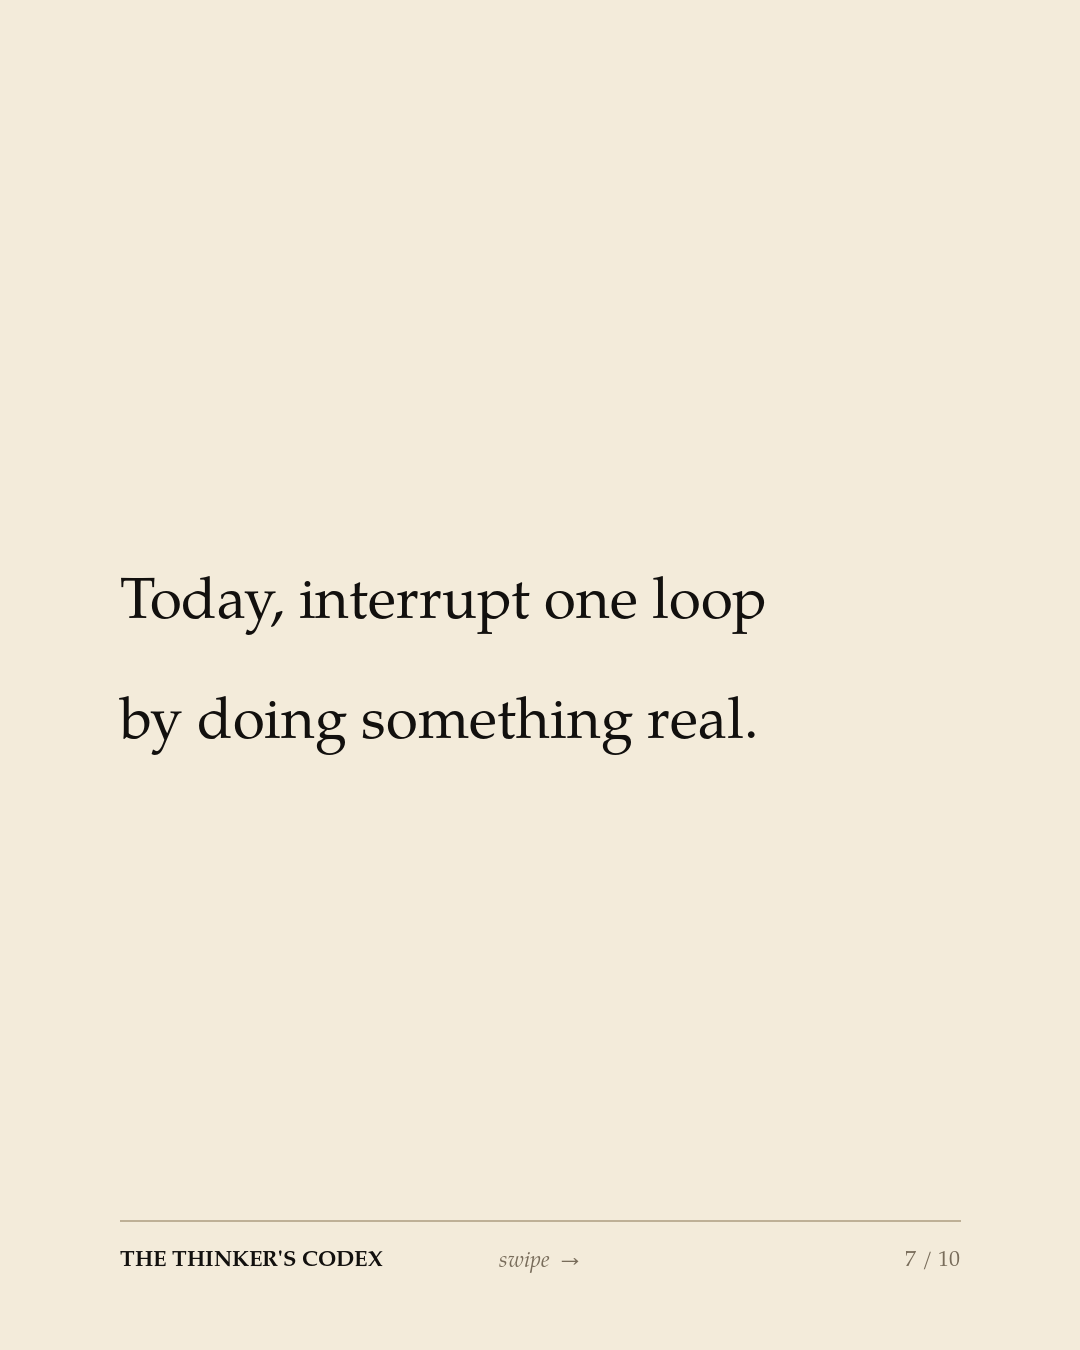 Today, interrupt one loop
by doing something real.
THE THINKER'S CODEX
swipe →
7 / 10